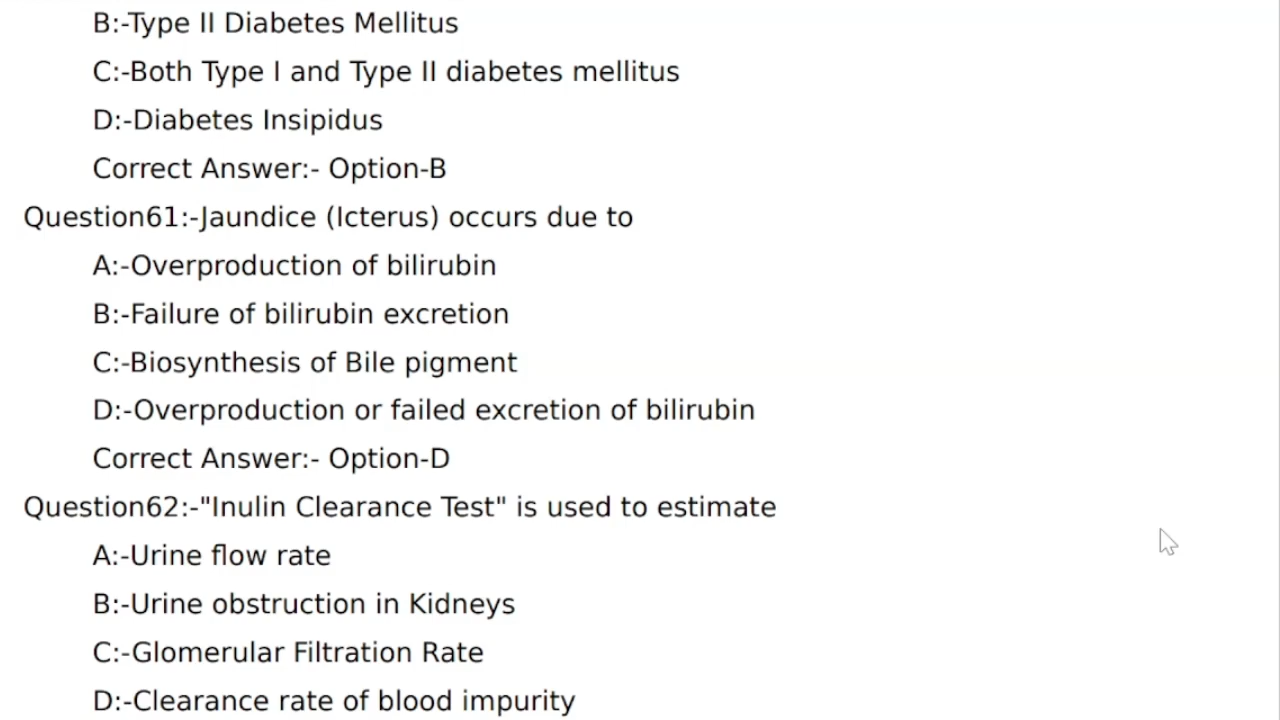 B:-Type II Diabetes Mellitus
C:-Both Type I and Type II diabetes mellitus
D:-Diabetes Insipidus
Correct Answer:- Option-B
Question61:-Jaundice (Icterus) occurs due to
A:-Overproduction of bilirubin
B:-Failure of bilirubin excretion
C:-Biosynthesis of Bile pigment
D:-Overproduction or failed excretion of bilirubin
Correct Answer:- Option-D
Question62:-"Inulin Clearance Test" is used to estimate
A:-Urine flow rate
B:-Urine obstruction in Kidneys
C:-Glomerular Filtration Rate
D:-Clearance rate of blood impurity